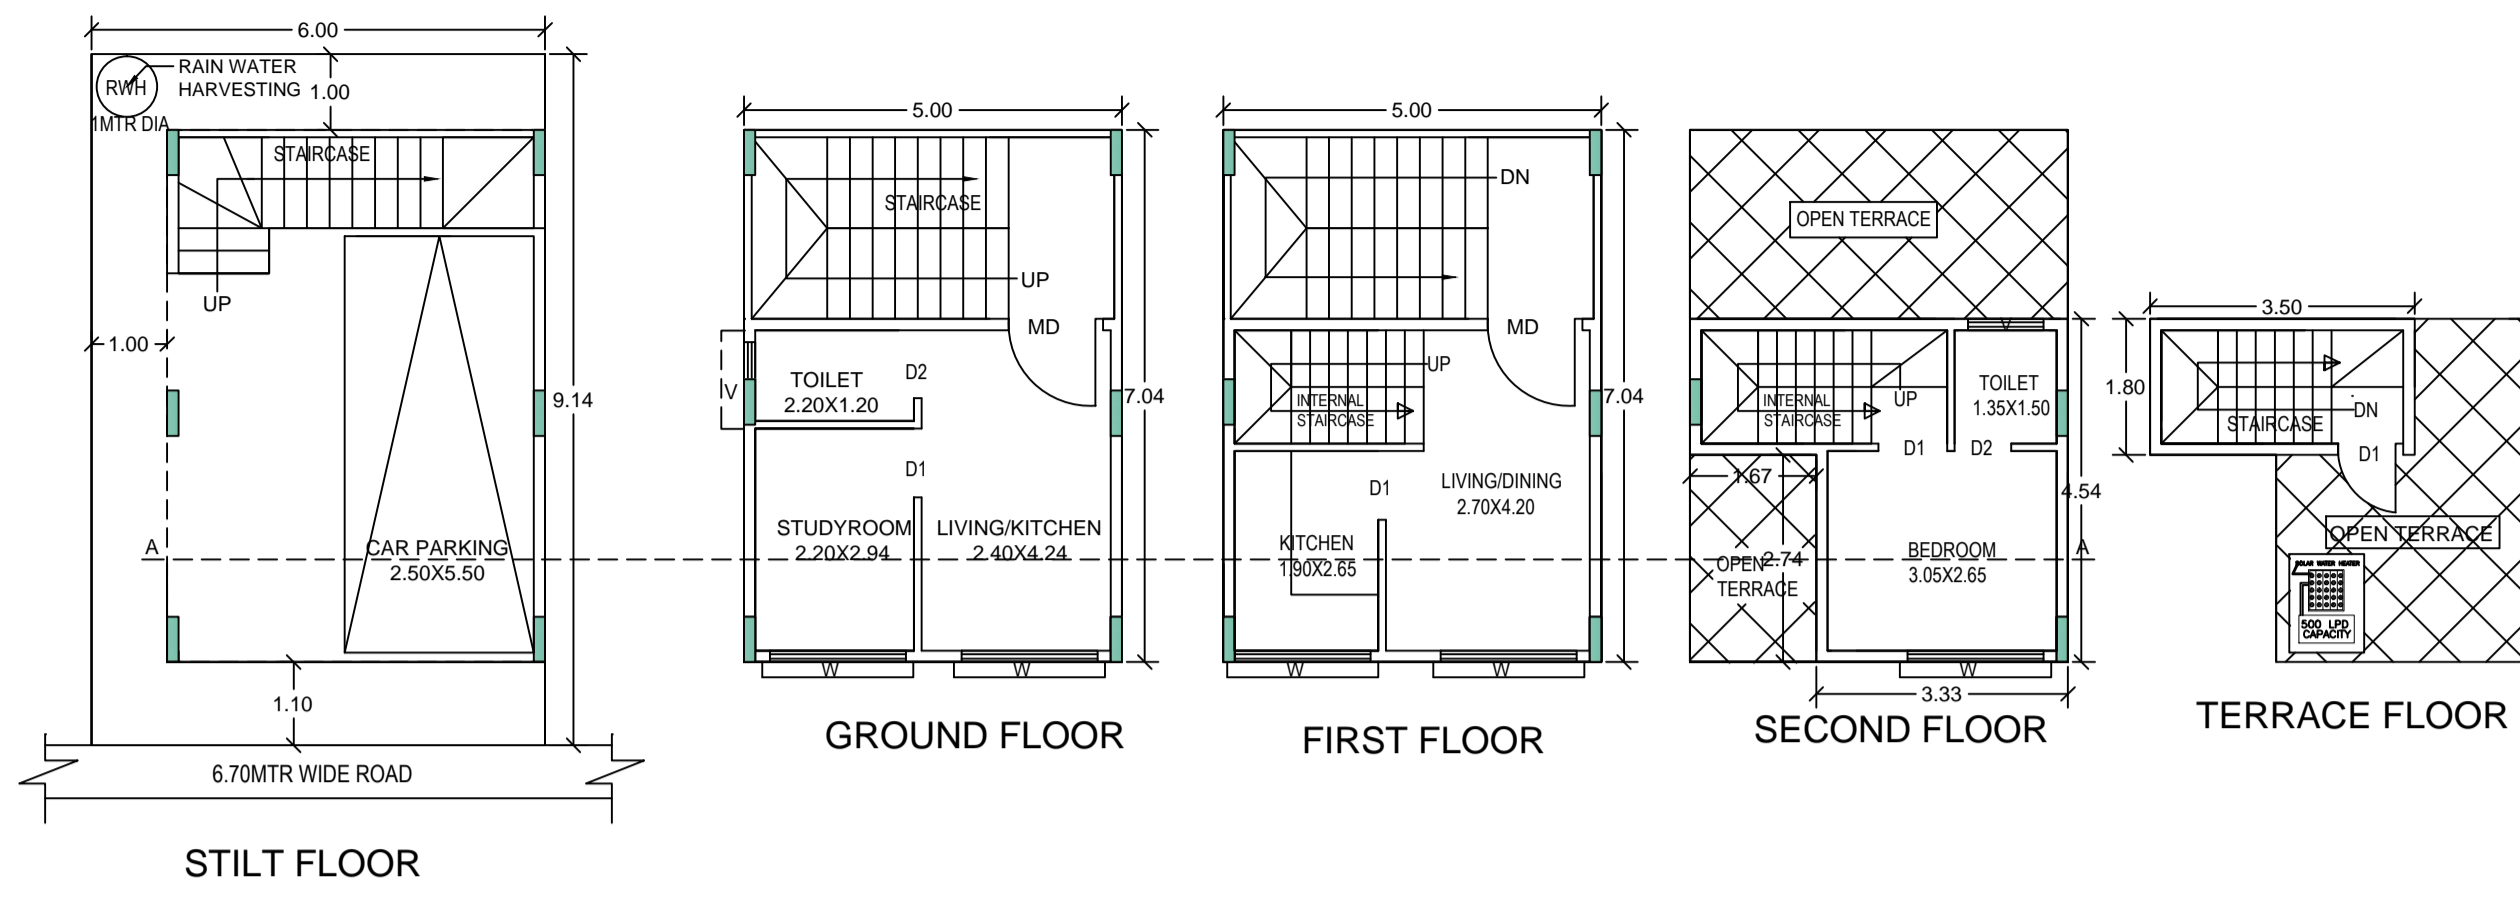 6.00
RAIN WATER
HARVESTING
RWH
1.00
1MTR DIA
STAIRCASE
UP
1.00
9.14
A
CAR PARKING
2.50X5.50
1.10
6.70MTR WIDE ROAD
STILT FLOOR
5.00
STAIRCASE
UP
MD
TOILET
2.20X1.20
D2
V
7.04
D1
STUDYROOM
2.20X2.94
LIVING/KITCHEN
2.40X4.24
W
W
GROUND FLOOR
5.00
DN
MD
UP
INTERNAL
STAIRCASE
7.04
D1
LIVING/DINING
2.70X4.20
KITCHEN
1.90X2.65
W
W
FIRST FLOOR
OPEN TERRACE
V
INTERNAL
STAIRCASE
UP
TOILET
1.35X1.50
D1
D2
1.67
4.54
2.74
OPEN
TERRACE
BEDROOM
3.05X2.65
A
W
3.33
SECOND FLOOR
3.50
1.80
STAIRCASE
DN
D1
OPEN TERRACE
SOLAR WATER HEATER
500 LPD
CAPACITY
TERRACE FLOOR